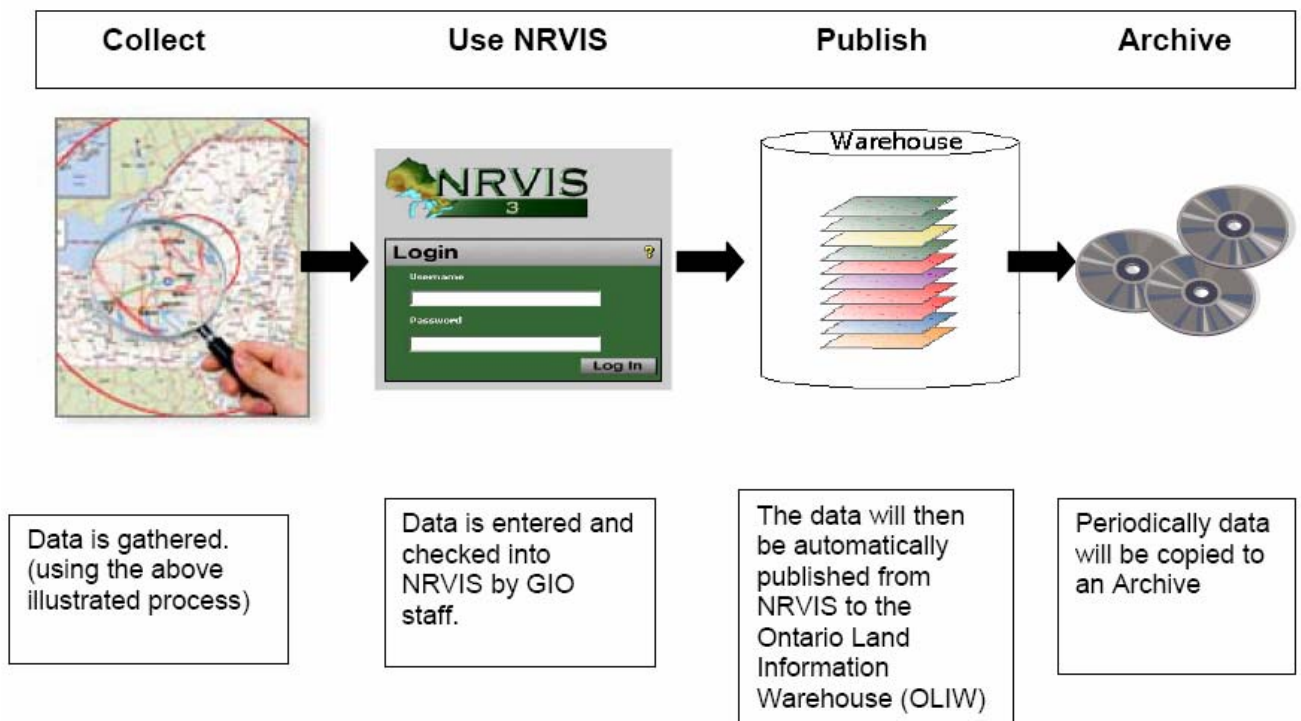 Collect Use NRVIS Publish Archive
NRVIS
3
Login ?
Username
Password
Log In
Warehouse
Data is gathered.
(using the above
illustrated process)
Data is entered and
checked into
NRVIS by GIO
staff.
The data will then
be automatically
published from
NRVIS to the
Ontario Land
Information
Warehouse (OLIW)
Periodically data
will be copied to
an Archive